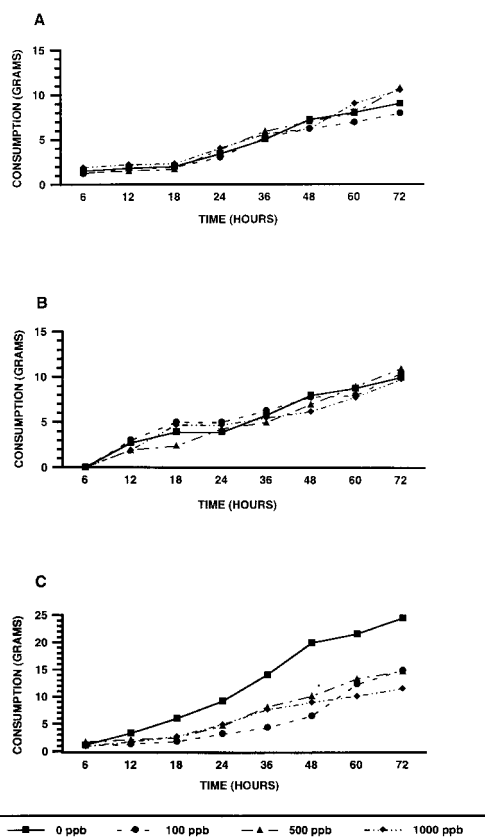 A
CONSUMPTION (GRAMS)
15
10
5
0
6 12 18 24 36 48 60 72
TIME (HOURS)
B
CONSUMPTION (GRAMS)
15
10
5
0
6 12 18 24 36 48 60 72
TIME (HOURS)
C
CONSUMPTION (GRAMS)
25
20
15
10
5
0
6 12 18 24 36 48 60 72
TIME (HOURS)
0 ppb 100 ppb 500 ppb 1000 ppb